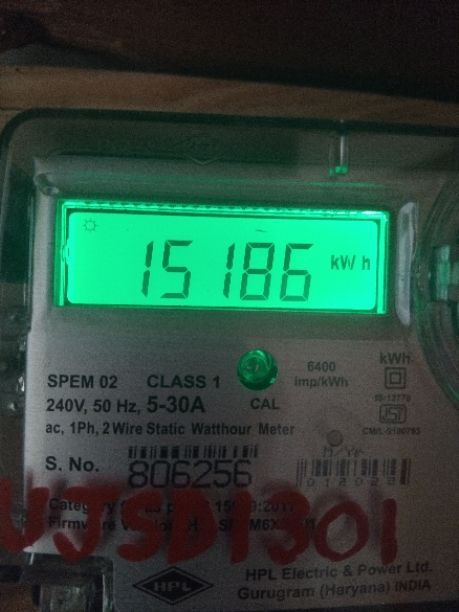 15186 kWh
6400
imp/kWh
kWh
SPEM 02 CLASS 1
240V, 50 Hz, 5-30A
CAL
ac, 1Ph, 2 Wire Static Watthour Meter
S. No. 806256
012022
UJSD1301
HPL
HPL Electric & Power Ltd.
Gurugram (Haryana) INDIA